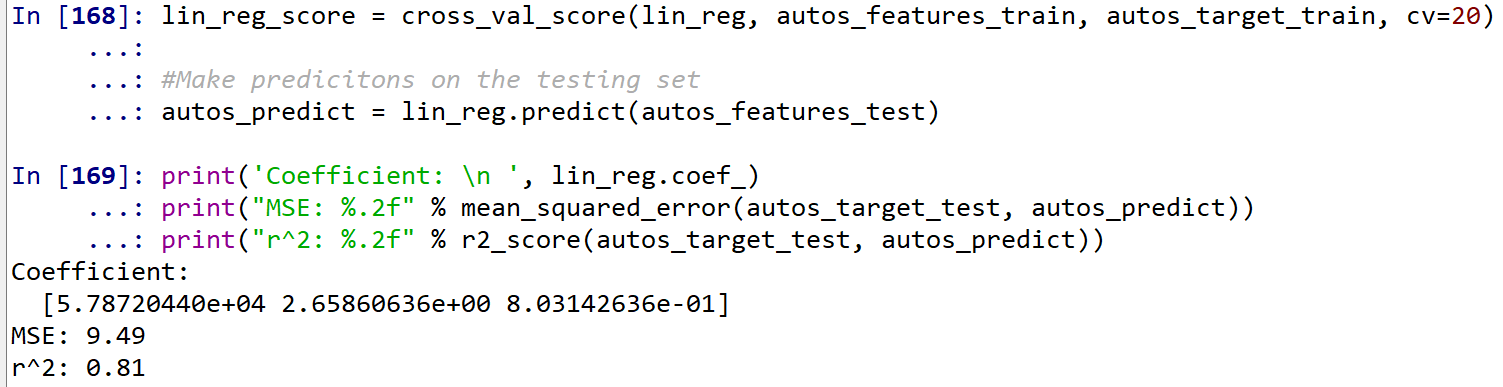 In [168]: lin_reg_score = cross_val_score(lin_reg, autos_features_train, autos_target_train, cv=20)
...:
...: #Make predicitons on the testing set
...: autos_predict = lin_reg.predict(autos_features_test)
In [169]: print('Coefficient: \n ', lin_reg.coef_)
...: print("MSE: %.2f" % mean_squared_error(autos_target_test, autos_predict))
...: print("r^2: %.2f" % r2_score(autos_target_test, autos_predict))
Coefficient:
[5.78720440e+04 2.65860636e+00 8.03142636e-01]
MSE: 9.49
r^2: 0.81